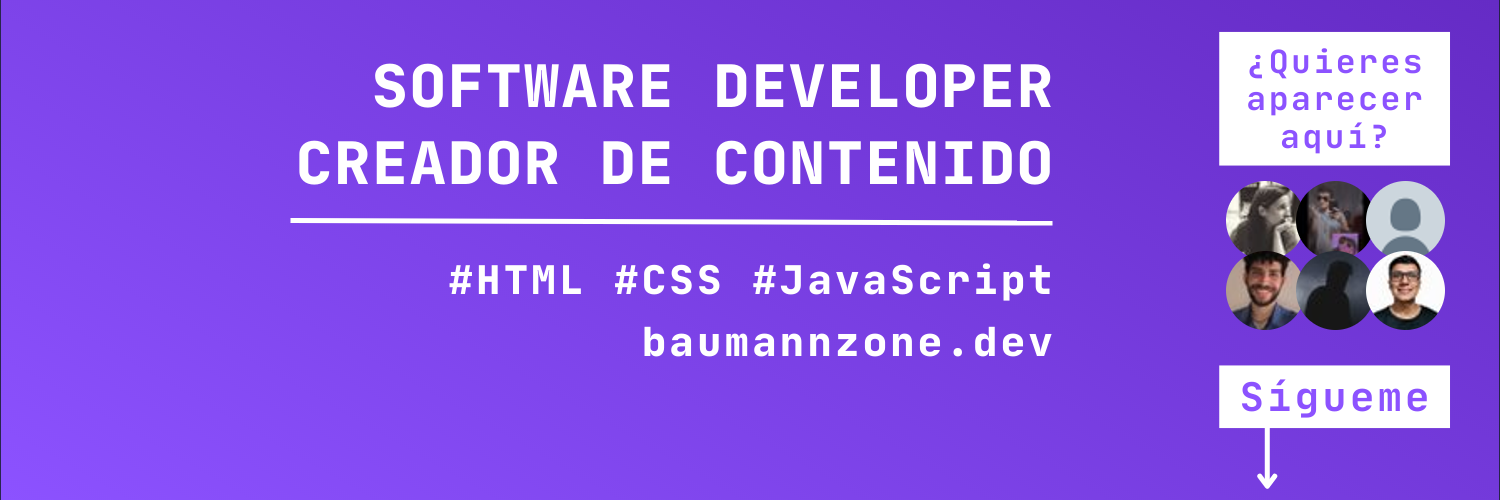 SOFTWARE DEVELOPER
CREADOR DE CONTENIDO
#HTML #CSS #JavaScript
baumannzone.dev
¿Quieres
aparecer
aquí?
Sígueme